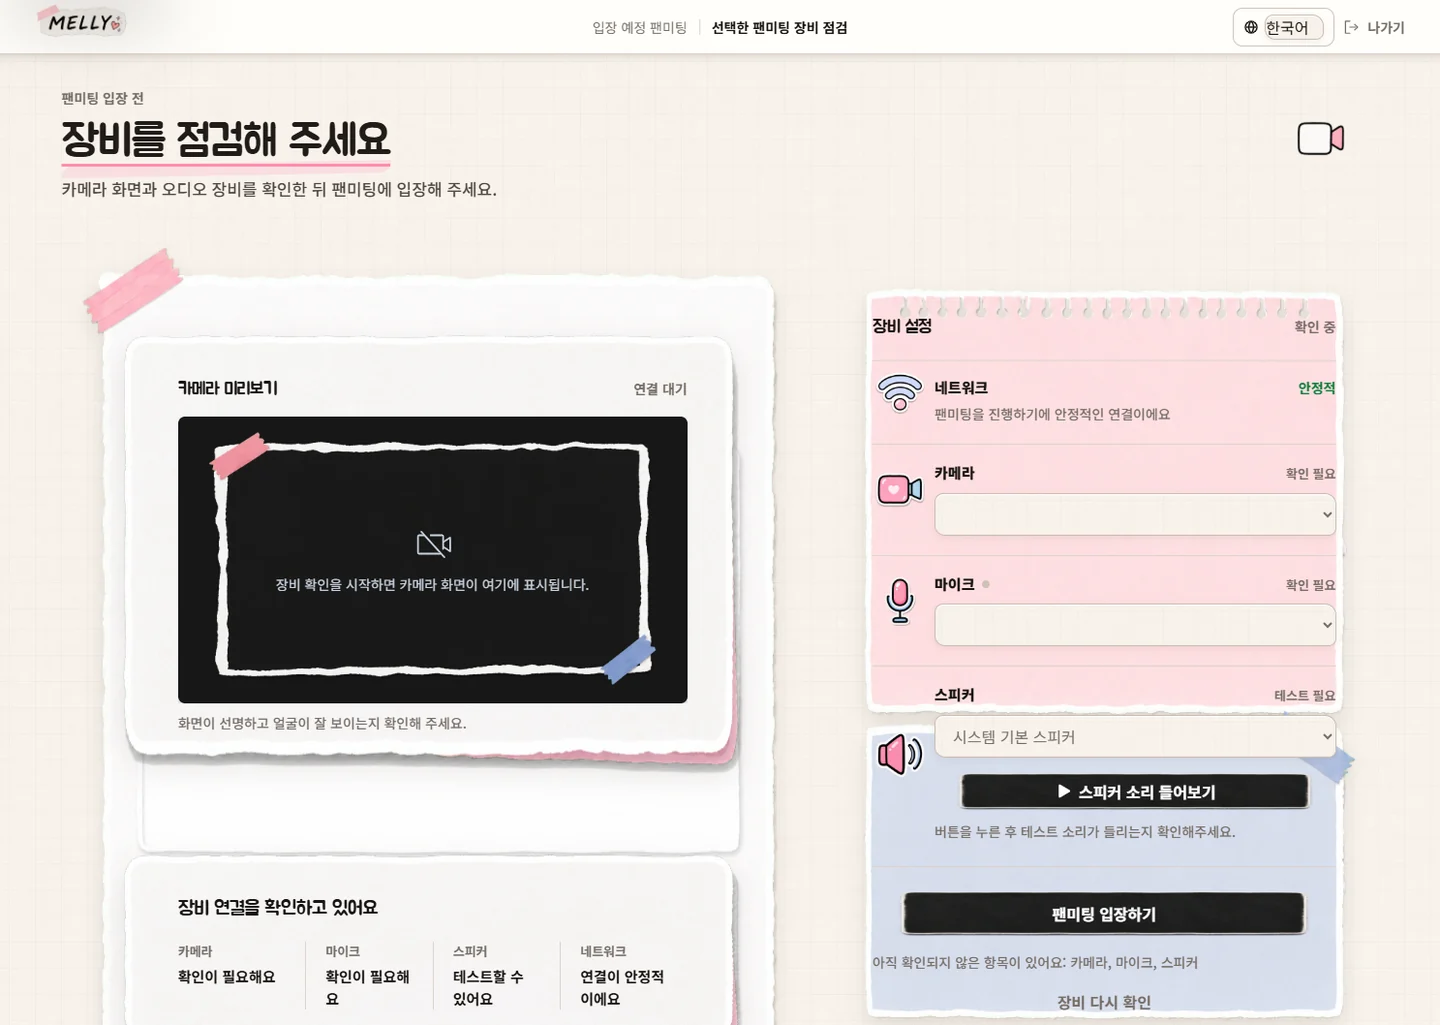 MELLY
입장 예정 팬미팅
선택한 팬미팅 장비 점검
한국어
나가기
팬미팅 입장 전
장비를 점검해 주세요
카메라 화면과 오디오 장비를 확인한 뒤 팬미팅에 입장해 주세요.
카메라 미리보기
연결 대기
장비 확인을 시작하면 카메라 화면이 여기에 표시됩니다.
화면이 선명하고 얼굴이 잘 보이는지 확인해 주세요.
장비 연결을 확인하고 있어요
카메라
확인이 필요해요
마이크
확인이 필요해
요
스피커
테스트할 수
있어요
네트워크
연결이 안정적
이에요
장비 설정
확인 중
네트워크
안정적
팬미팅을 진행하기에 안정적인 연결이에요
카메라
확인 필요
마이크
확인 필요
스피커
테스트 필요
시스템 기본 스피커
스피커 소리 들어보기
버튼을 누른 후 테스트 소리가 들리는지 확인해주세요.
팬미팅 입장하기
아직 확인되지 않은 항목이 있어요: 카메라, 마이크, 스피커
장비 다시 확인